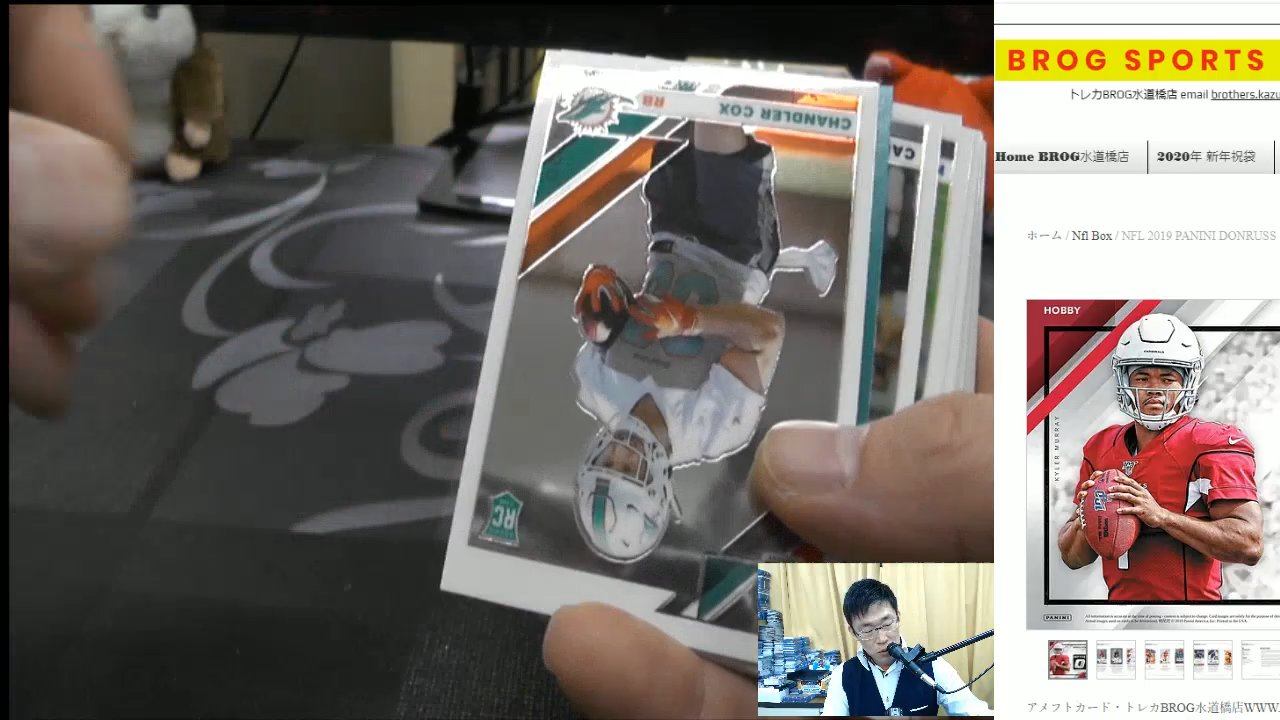 CHANDLER COX
RB
RC
CA
BROG SPORTS
トレカBROG水道橋店 email brothers.kazu
Home BROG水道橋店
2020年 新年祝袋
ホーム / Nfl Box / NFL 2019 PANINI DONRUSS
HOBBY
KYLER MURRAY
PANINI
アメフトカード・トレカBROG水道橋店WWW.